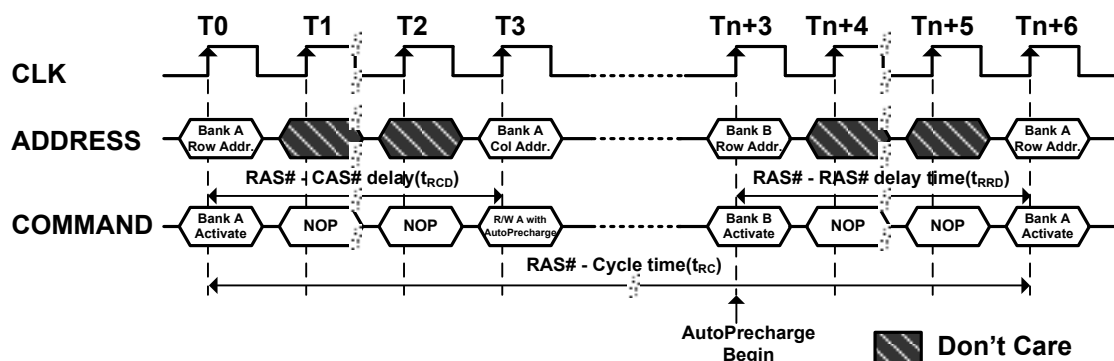 T0 T1 T2 T3 Tn+3 Tn+4 Tn+5 Tn+6
CLK
ADDRESS
Bank A
Row Addr.
Bank A
Col Addr.
Bank B
Row Addr.
Bank A
Row Addr.
RAS# - CAS# delay(tRCD)
RAS# - RAS# delay time(tRRD)
COMMAND
Bank A
Activate
NOP
NOP
R/W A with
AutoPrecharge
Bank B
Activate
NOP
NOP
Bank A
Activate
RAS# - Cycle time(tRC)
AutoPrecharge
Begin
Don't Care